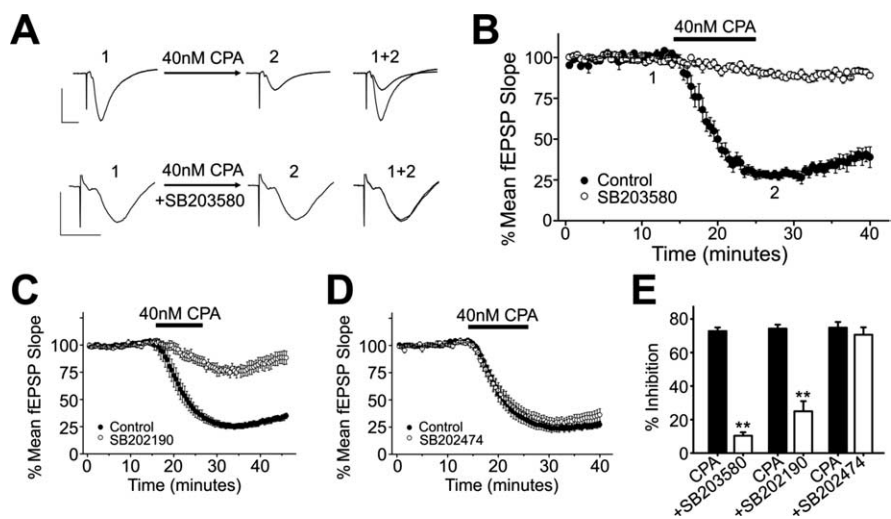 A
1
40nM CPA
2
1+2
1
40nM CPA
+SB203580
2
1+2
B
40nM CPA
% Mean fEPSP Slope
100
75
50
25
0
1
2
Control
SB203580
0
10
20
30
40
Time (minutes)
C
40nM CPA
% Mean fEPSP Slope
100
75
50
25
0
Control
SB202190
0
10
20
30
40
Time (minutes)
D
40nM CPA
% Mean fEPSP Slope
100
75
50
25
0
Control
SB202474
0
10
20
30
40
Time (minutes)
E
% Inhibition
80
60
40
20
0
**
**
CPA
+SB203580
CPA
+SB202190
CPA
+SB202474